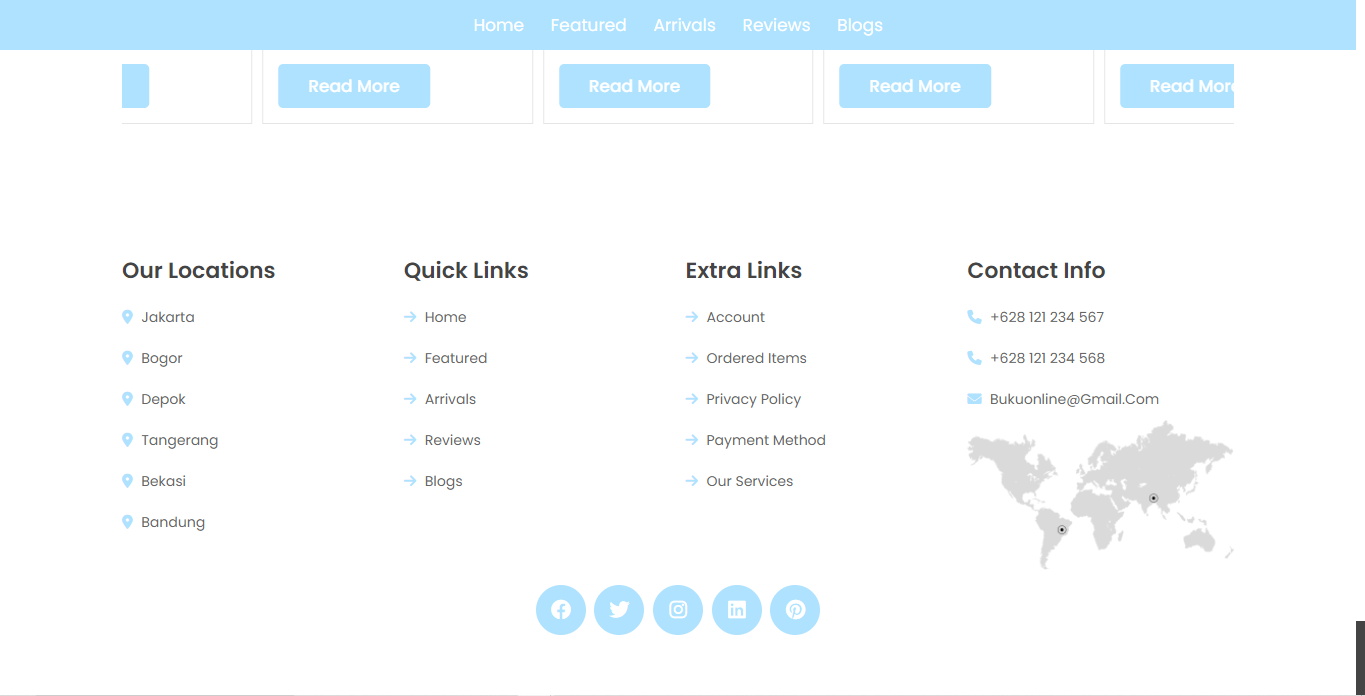 Home Featured Arrivals Reviews Blogs
Read More Read More Read More Read More
Our Locations
Jakarta
Bogor
Depok
Tangerang
Bekasi
Bandung
Quick Links
Home
Featured
Arrivals
Reviews
Blogs
Extra Links
Account
Ordered Items
Privacy Policy
Payment Method
Our Services
Contact Info
+628 121 234 567
+628 121 234 568
Bukuonline@Gmail.Com